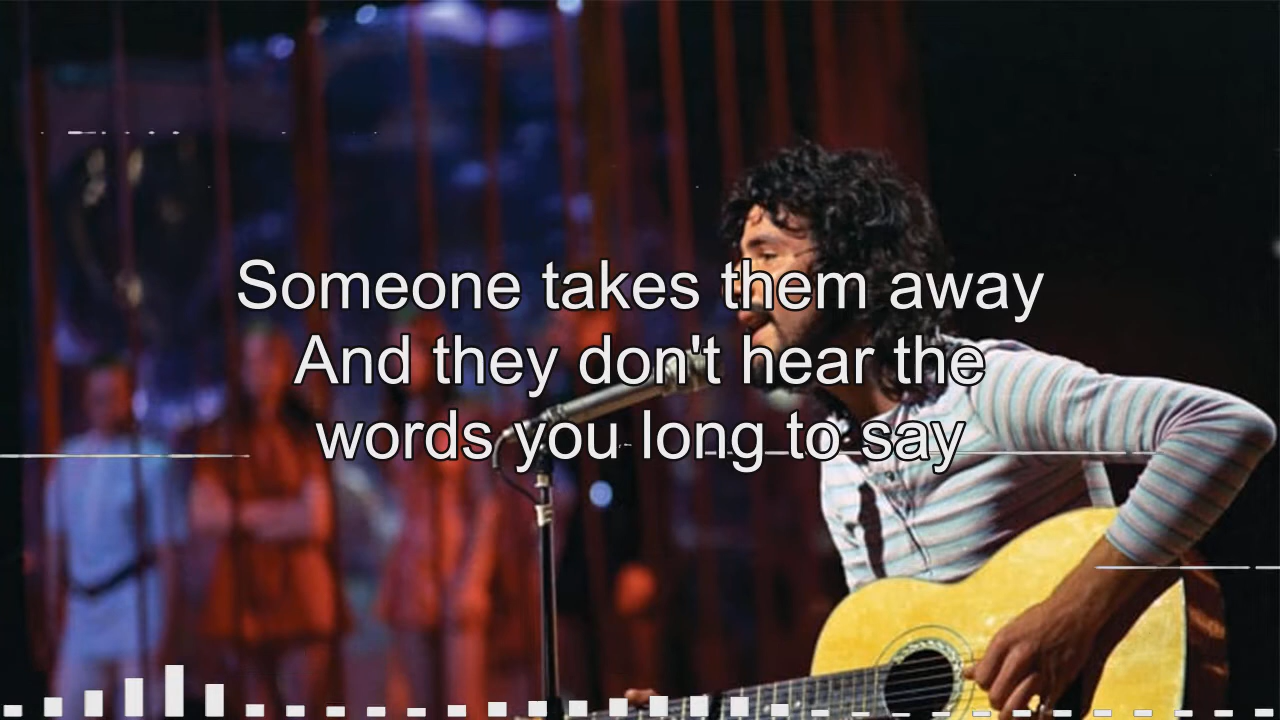 Someone takes them away
And they don't hear the
words you long to say